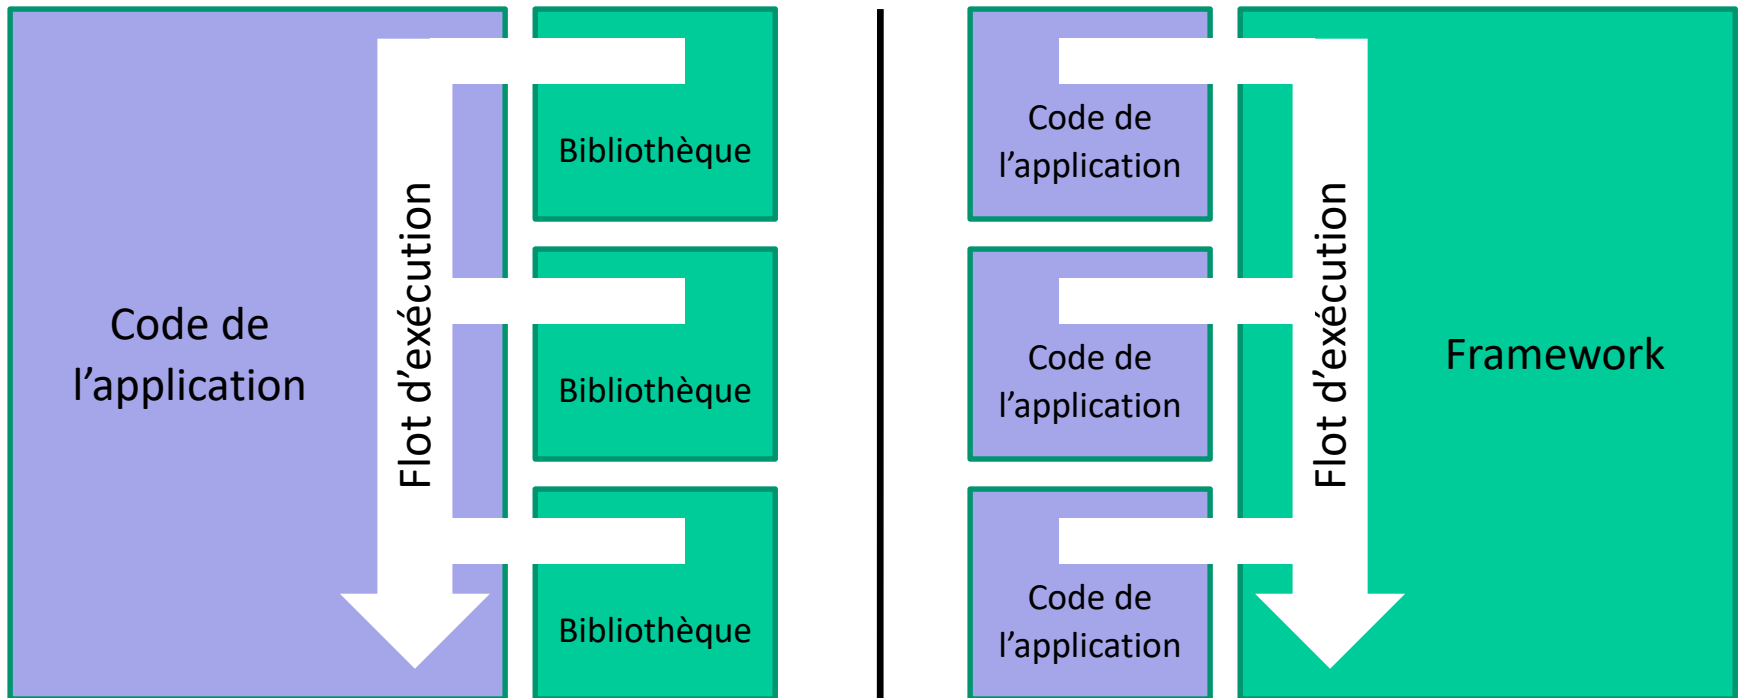 Code de
l’application
Flot d’exécution
Bibliothèque
Bibliothèque
Bibliothèque
Code de
l’application
Code de
l’application
Code de
l’application
Flot d’exécution
Framework